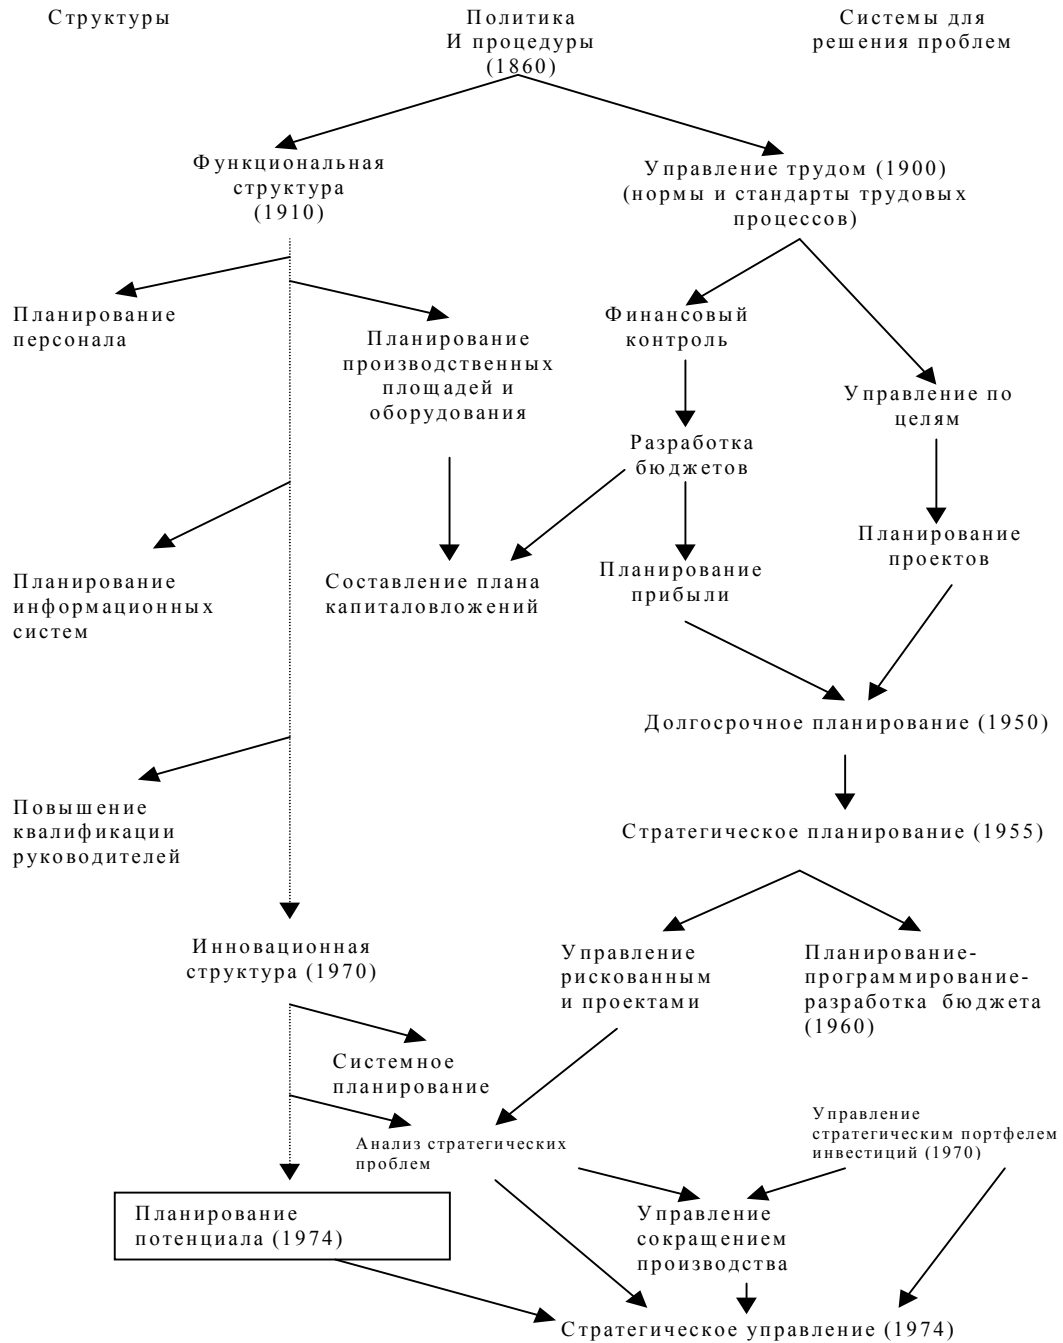 Структуры
Политика
И процедуры
(1860)
Системы для
решения проблем
Функциональная
структура
(1910)
Управление трудом (1900)
(нормы и стандарты трудовых
процессов)
Планирование
персонала
Планирование
производственных
площадей и
оборудования
Финансовый
контроль
Управление по
целям
Разработка
бюджетов
Планирование
проектов
Планирование
информационных
систем
Составление плана
капиталовложений
Планирование
прибыли
Долгосрочное планирование (1950)
Повышение
квалификации
руководителей
Стратегическое планирование (1955)
Инновационная
структура (1970)
Управление
рискованным
и проектами
Планирование-
программирование-
разработка бюджета
(1960)
Системное
планирование
Анализ стратегических
проблем
Управление
стратегическим портфелем
инвестиций (1970)
Планирование
потенциала (1974)
Управление
сокращением
производства
Стратегическое управление (1974)